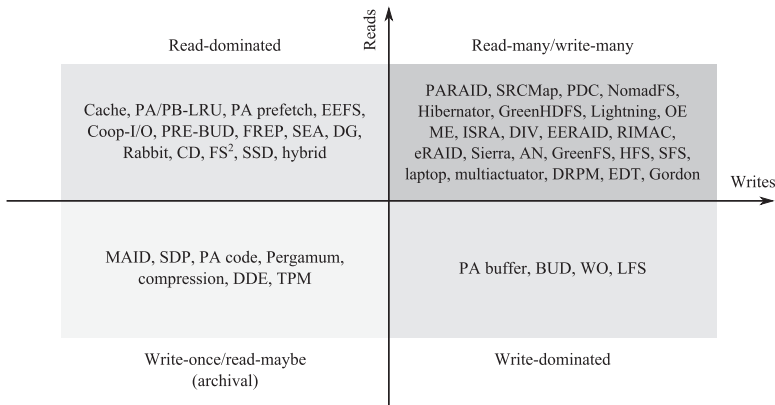 Reads
Read-dominated
Read-many/write-many
Cache, PA/PB-LRU, PA prefetch, EEFS,
Coop-I/O, PRE-BUD, FREP, SEA, DG,
Rabbit, CD, FS², SSD, hybrid
PARAID, SRCMap, PDC, NomadFS,
Hibernator, GreenHDFS, Lightning, OE
ME, ISRA, DIV, EERAID, RIMAC,
eRAID, Sierra, AN, GreenFS, HFS, SFS,
laptop, multiactuator, DRPM, EDT, Gordon
Writes
MAID, SDP, PA code, Pergamum,
compression, DDE, TPM
PA buffer, BUD, WO, LFS
Write-once/read-maybe
(archival)
Write-dominated